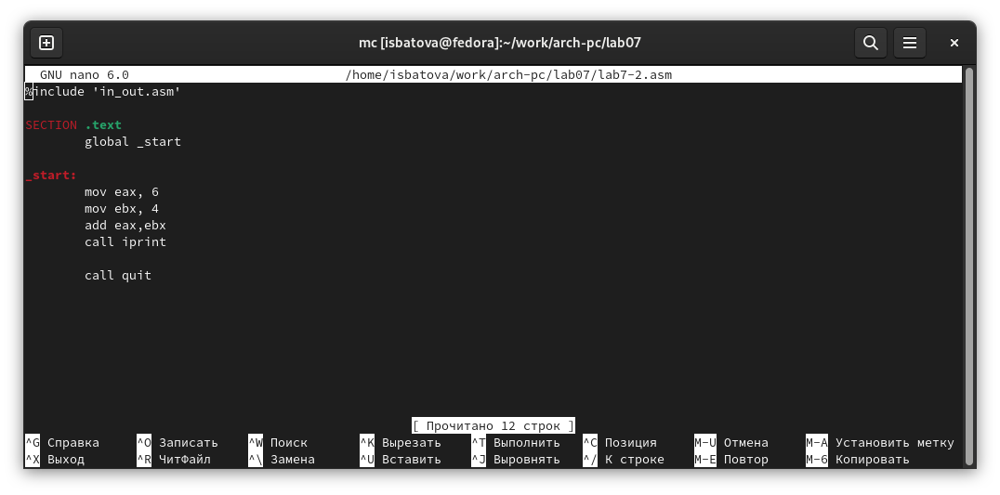 mc [isbatova@fedora]:~/work/arch-pc/lab07
GNU nano 6.0 /home/isbatova/work/arch-pc/lab07/lab7-2.asm
%include 'in_out.asm'
SECTION .text
global _start
_start:
mov eax, 6
mov ebx, 4
add eax,ebx
call iprint
call quit
[ Прочитано 12 строк ]
^G Справка ^O Записать ^W Поиск ^K Вырезать ^T Выполнить ^C Позиция M-U Отмена M-A Установить метку
^X Выход ^R ЧитФайл ^\ Замена ^U Вставить ^J Выровнять ^/ К строке M-E Повтор M-6 Копировать